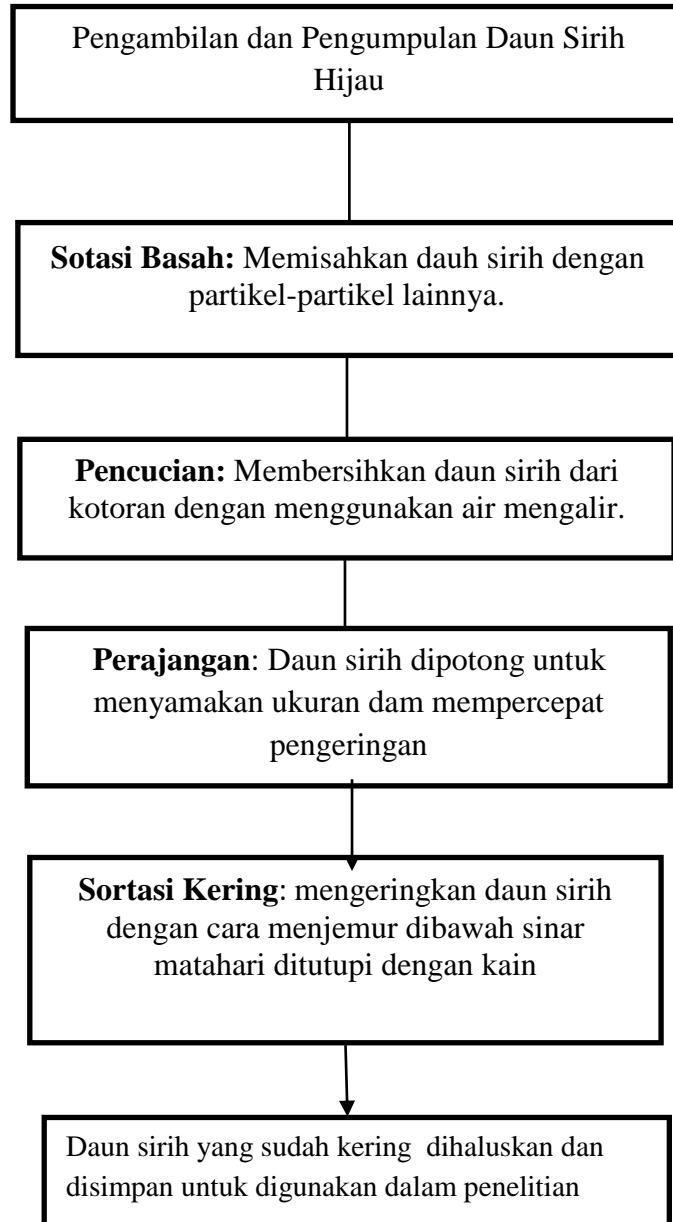 Pengambilan dan Pengumpulan Daun Sirih
Hijau
Sotasi Basah: Memisahkan dauh sirih dengan
partikel-partikel lainnya.
Pencucian: Membersihkan daun sirih dari
kotoran dengan menggunakan air mengalir.
Perajangan: Daun sirih dipotong untuk
menyamakan ukuran dam mempercepat
pengeringan
Sortasi Kering: mengeringkan daun sirih
dengan cara menjemur dibawah sinar
matahari ditutupi dengan kain
Daun sirih yang sudah kering dihaluskan dan
disimpan untuk digunakan dalam penelitian